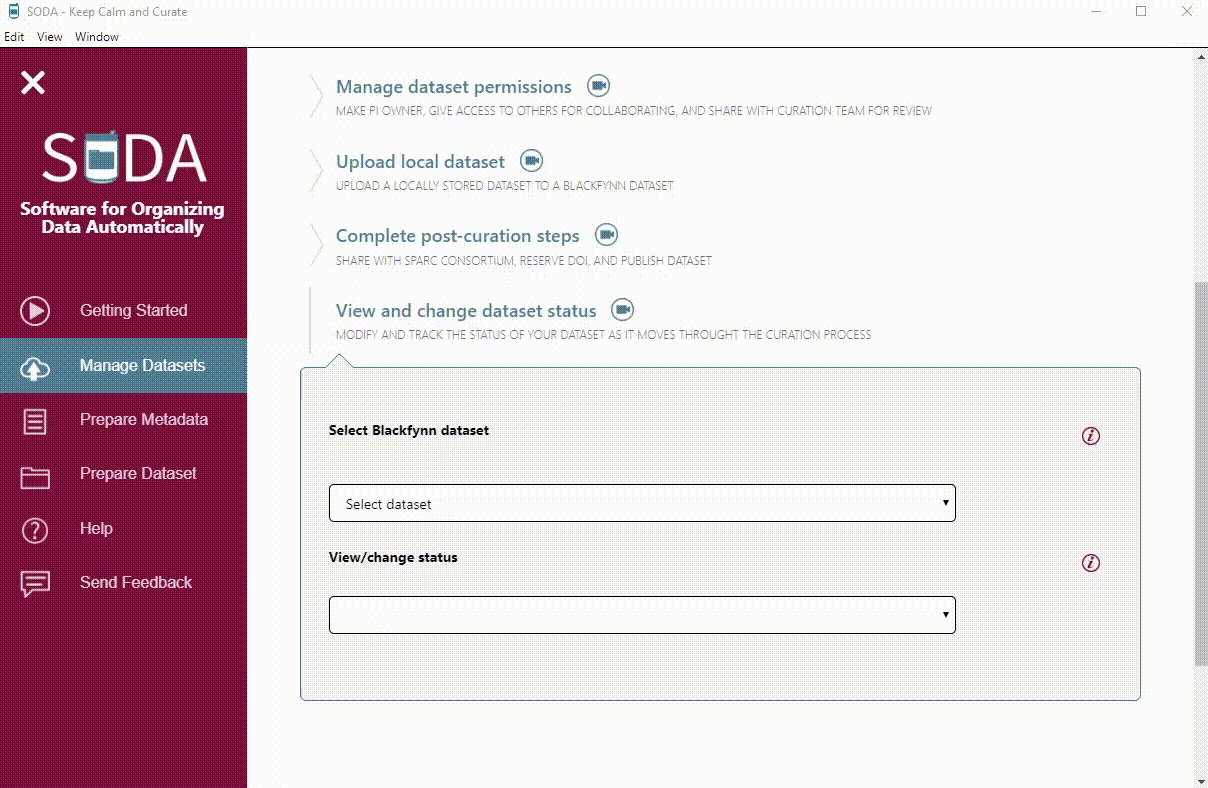 SODA - Keep Calm and Curate
Edit View Window
SODA
Software for Organizing
Data Automatically
Getting Started
Manage Datasets
Prepare Metadata
Prepare Dataset
Help
Send Feedback
Manage dataset permissions
MAKE PI OWNER, GIVE ACCESS TO OTHERS FOR COLLABORATING, AND SHARE WITH CURATION TEAM FOR REVIEW
Upload local dataset
UPLOAD A LOCALLY STORED DATASET TO A BLACKFYNN DATASET
Complete post-curation steps
SHARE WITH SPARC CONSORTIUM, RESERVE DOI, AND PUBLISH DATASET
View and change dataset status
MODIFY AND TRACK THE STATUS OF YOUR DATASET AS IT MOVES THROUGHT THE CURATION PROCESS
Select Blackfynn dataset
Select dataset
View/change status